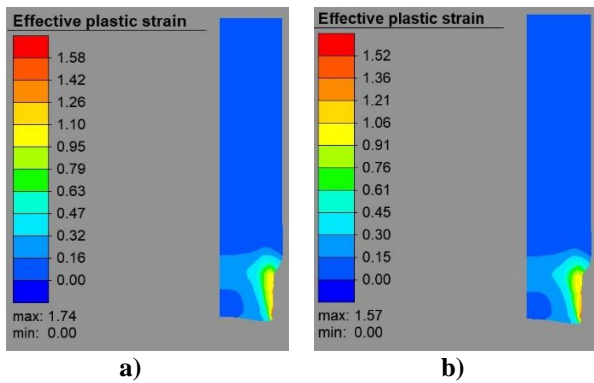 Effective plastic strain
1.58
1.42
1.26
1.10
0.95
0.79
0.63
0.47
0.32
0.16
0.00
max: 1.74
min: 0.00
a)
Effective plastic strain
1.52
1.36
1.21
1.06
0.91
0.76
0.61
0.45
0.30
0.15
0.00
max: 1.57
min: 0.00
b)